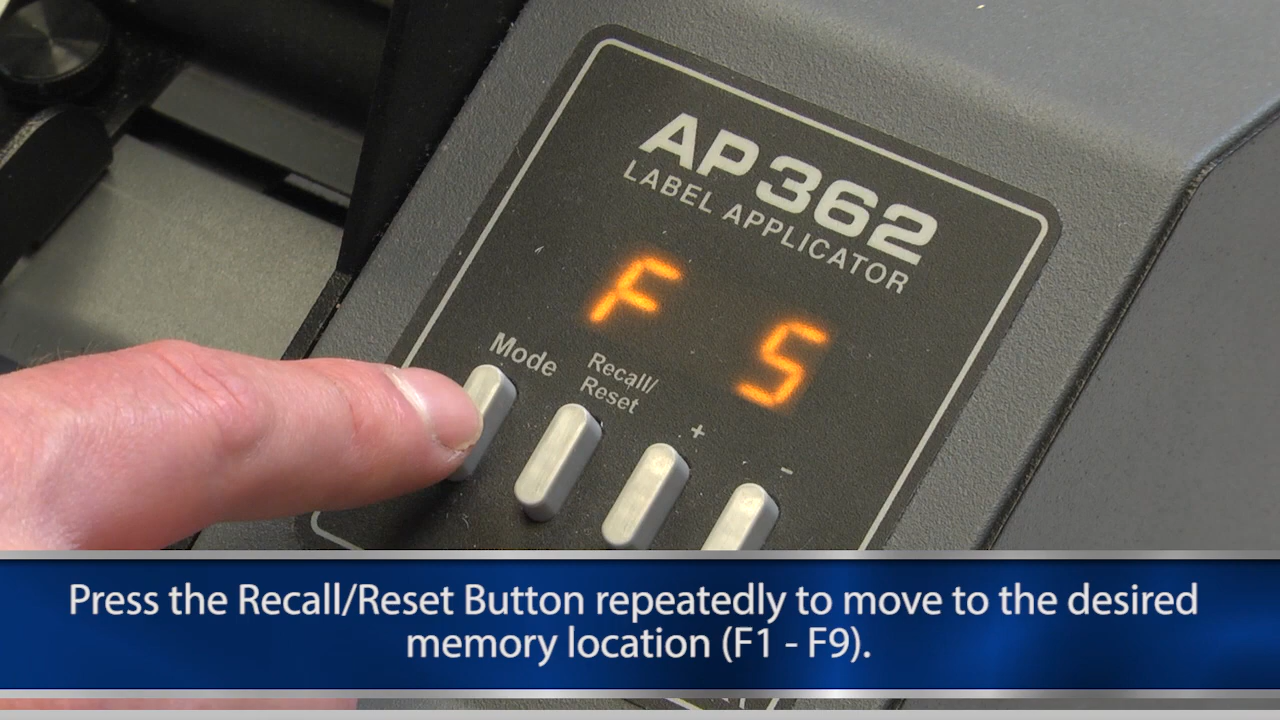 AP362
LABEL APPLICATOR
F 5
Mode
Recall/
Reset
+
-
Press the Recall/Reset Button repeatedly to move to the desired
memory location (F1 - F9).